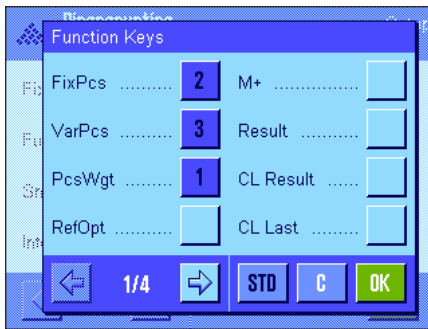 Function Keys
FixPcs .......... 2 M+ ................
VarPcs .......... 3 Result ............
PcsWgt ......... 1 CL Result ......
RefOpt ......... CL Last .........
1/4 STD C OK